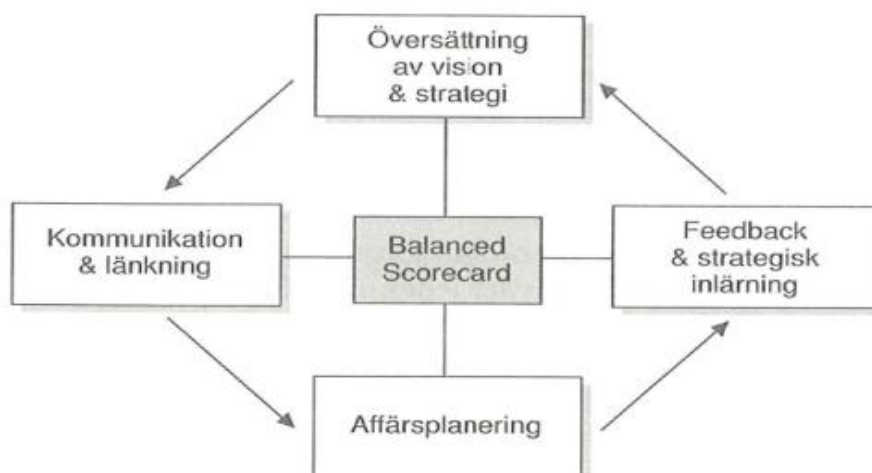 Översättning
av vision
& strategi
Kommunikation
& länkning
Balanced
Scorecard
Feedback
& strategisk
inlärning
Affärsplanering